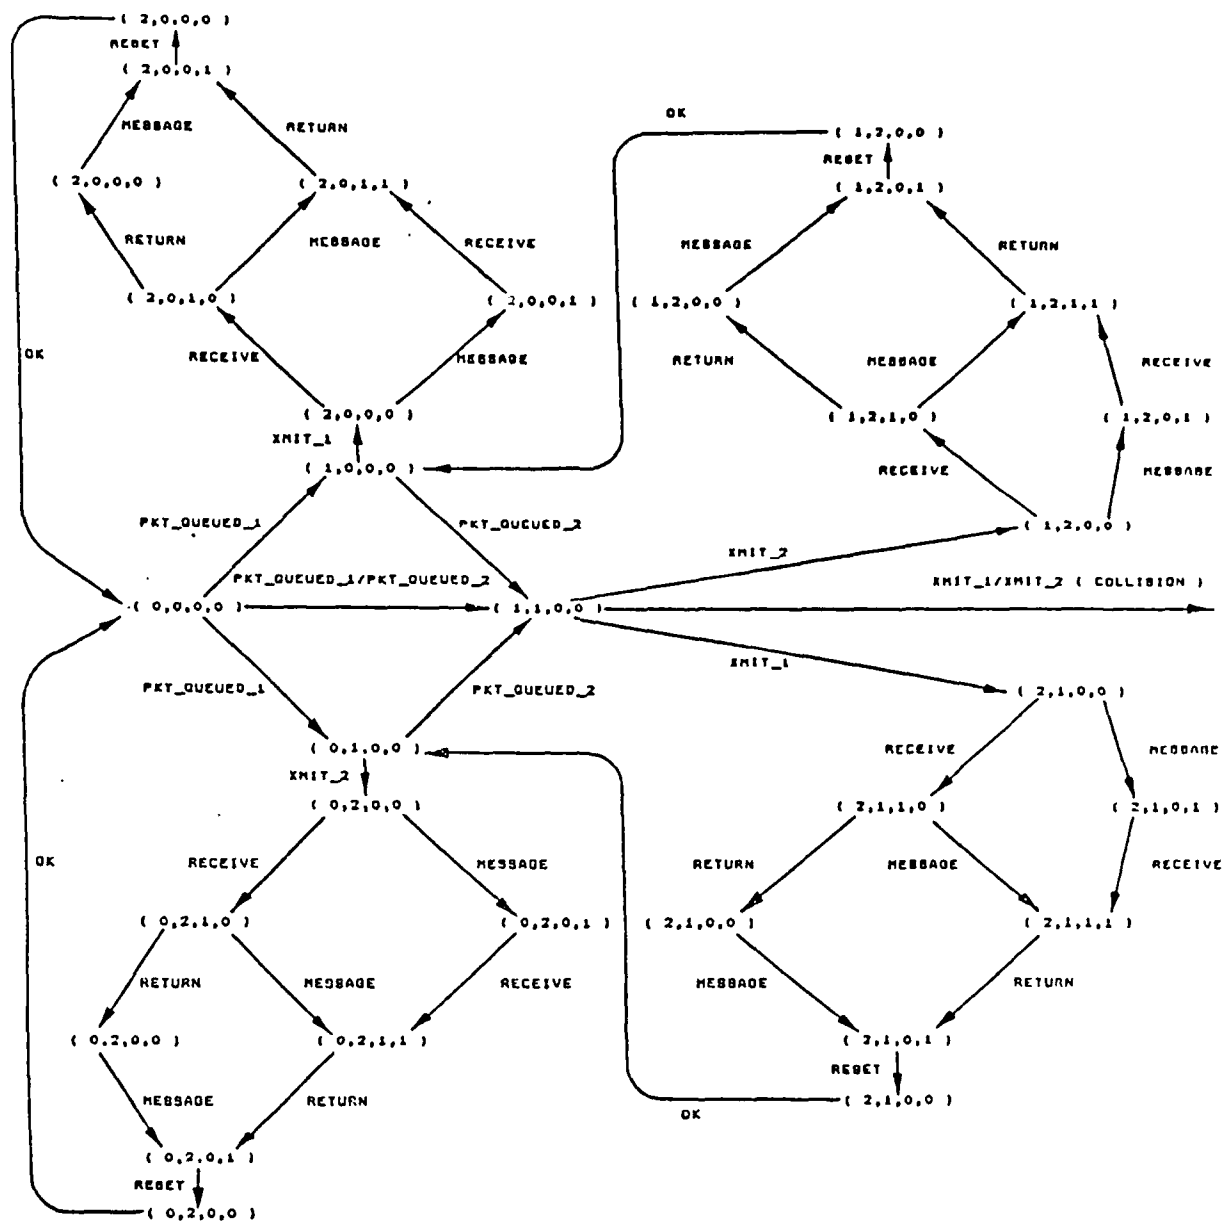 ( 2,0,0,0 )
RESET
( 2,0,0,1 )
MESSAGE
RETURN
OK
( 1,2,0,0 )
RESET
( 2,0,0,0 )
( 2,0,1,1 )
( 1,2,0,1 )
RETURN
MESSAGE
RECEIVE
MESSAGE
RETURN
( 2,0,1,0 )
( 2,0,0,1 )
( 1,2,0,0 )
( 1,2,1,1 )
OK
RECEIVE
MESSAGE
RETURN
MESSAGE
RECEIVE
( 2,0,0,0 )
( 1,2,1,0 )
( 1,2,0,1 )
XMIT_1
( 1,0,0,0 )
RECEIVE
MESSAGE
PKT_QUEUED_1
PKT_QUEUED_2
( 1,2,0,0 )
XMIT_2
PKT_QUEUED_1/PKT_QUEUED_2
XMIT_1/XMIT_2 ( COLLISION )
( 0,0,0,0 )
( 1,1,0,0 )
XMIT_1
PKT_QUEUED_1
PKT_QUEUED_2
( 2,1,0,0 )
( 0,1,0,0 )
RECEIVE
MESSAGE
XMIT_2
( 0,2,0,0 )
( 2,1,1,0 )
( 2,1,0,1 )
OK
RECEIVE
MESSAGE
RETURN
MESSAGE
RECEIVE
( 0,2,1,0 )
( 0,2,0,1 )
( 2,1,0,0 )
( 2,1,1,1 )
RETURN
MESSAGE
RECEIVE
MESSAGE
RETURN
( 0,2,0,0 )
( 0,2,1,1 )
( 2,1,0,1 )
RESET
MESSAGE
RETURN
( 2,1,0,0 )
OK
( 0,2,0,1 )
RESET
( 0,2,0,0 )